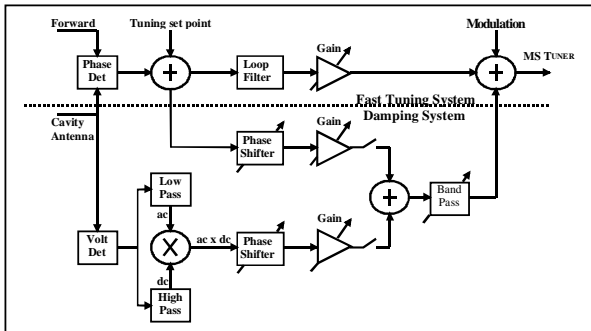 Forward
Tuning set point
Modulation
Gain
Phase
Det
+
Loop
Filter
+
MS TUNER
Fast Tuning System
Damping System
Cavity
Antenna
Gain
Phase
Shifter
Low
Pass
ac
+
Band
Pass
Gain
Volt
Det
X
ac x dc
Phase
Shifter
dc
High
Pass